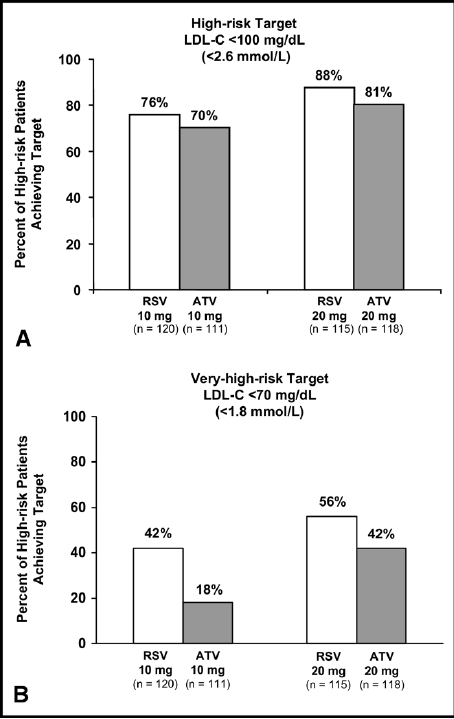 High-risk Target
LDL-C <100 mg/dL
(<2.6 mmol/L)
Percent of High-risk Patients
Achieving Target
100
80
60
40
20
0
76%
70%
88%
81%
RSV ATV RSV ATV
10 mg 10 mg 20 mg 20 mg
(n = 120) (n = 111) (n = 115) (n = 118)
A
Very-high-risk Target
LDL-C <70 mg/dL
(<1.8 mmol/L)
Percent of High-risk Patients
Achieving Target
100
80
60
40
20
0
42%
18%
56%
42%
RSV ATV RSV ATV
10 mg 10 mg 20 mg 20 mg
(n = 120) (n = 111) (n = 115) (n = 118)
B